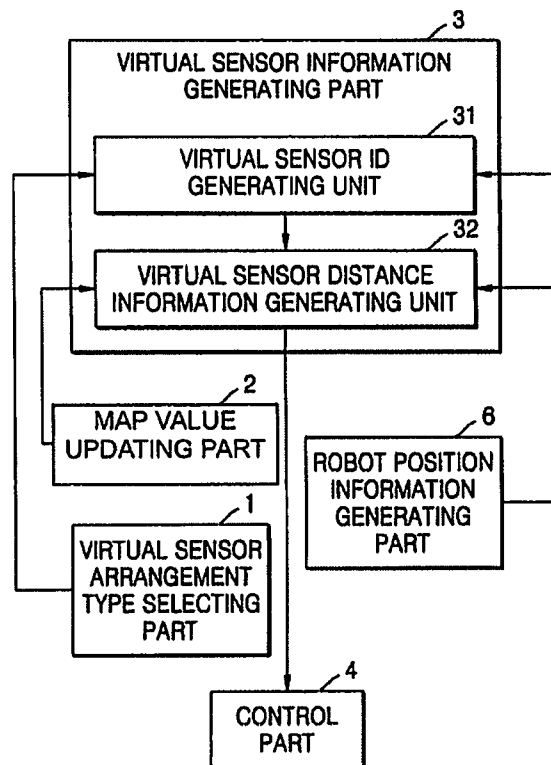 3
VIRTUAL SENSOR INFORMATION
GENERATING PART
31
VIRTUAL SENSOR ID
GENERATING UNIT
32
VIRTUAL SENSOR DISTANCE
INFORMATION GENERATING UNIT
2
MAP VALUE
UPDATING PART
6
ROBOT POSITION
INFORMATION
GENERATING
PART
1
VIRTUAL SENSOR
ARRANGEMENT
TYPE SELECTING
PART
4
CONTROL
PART